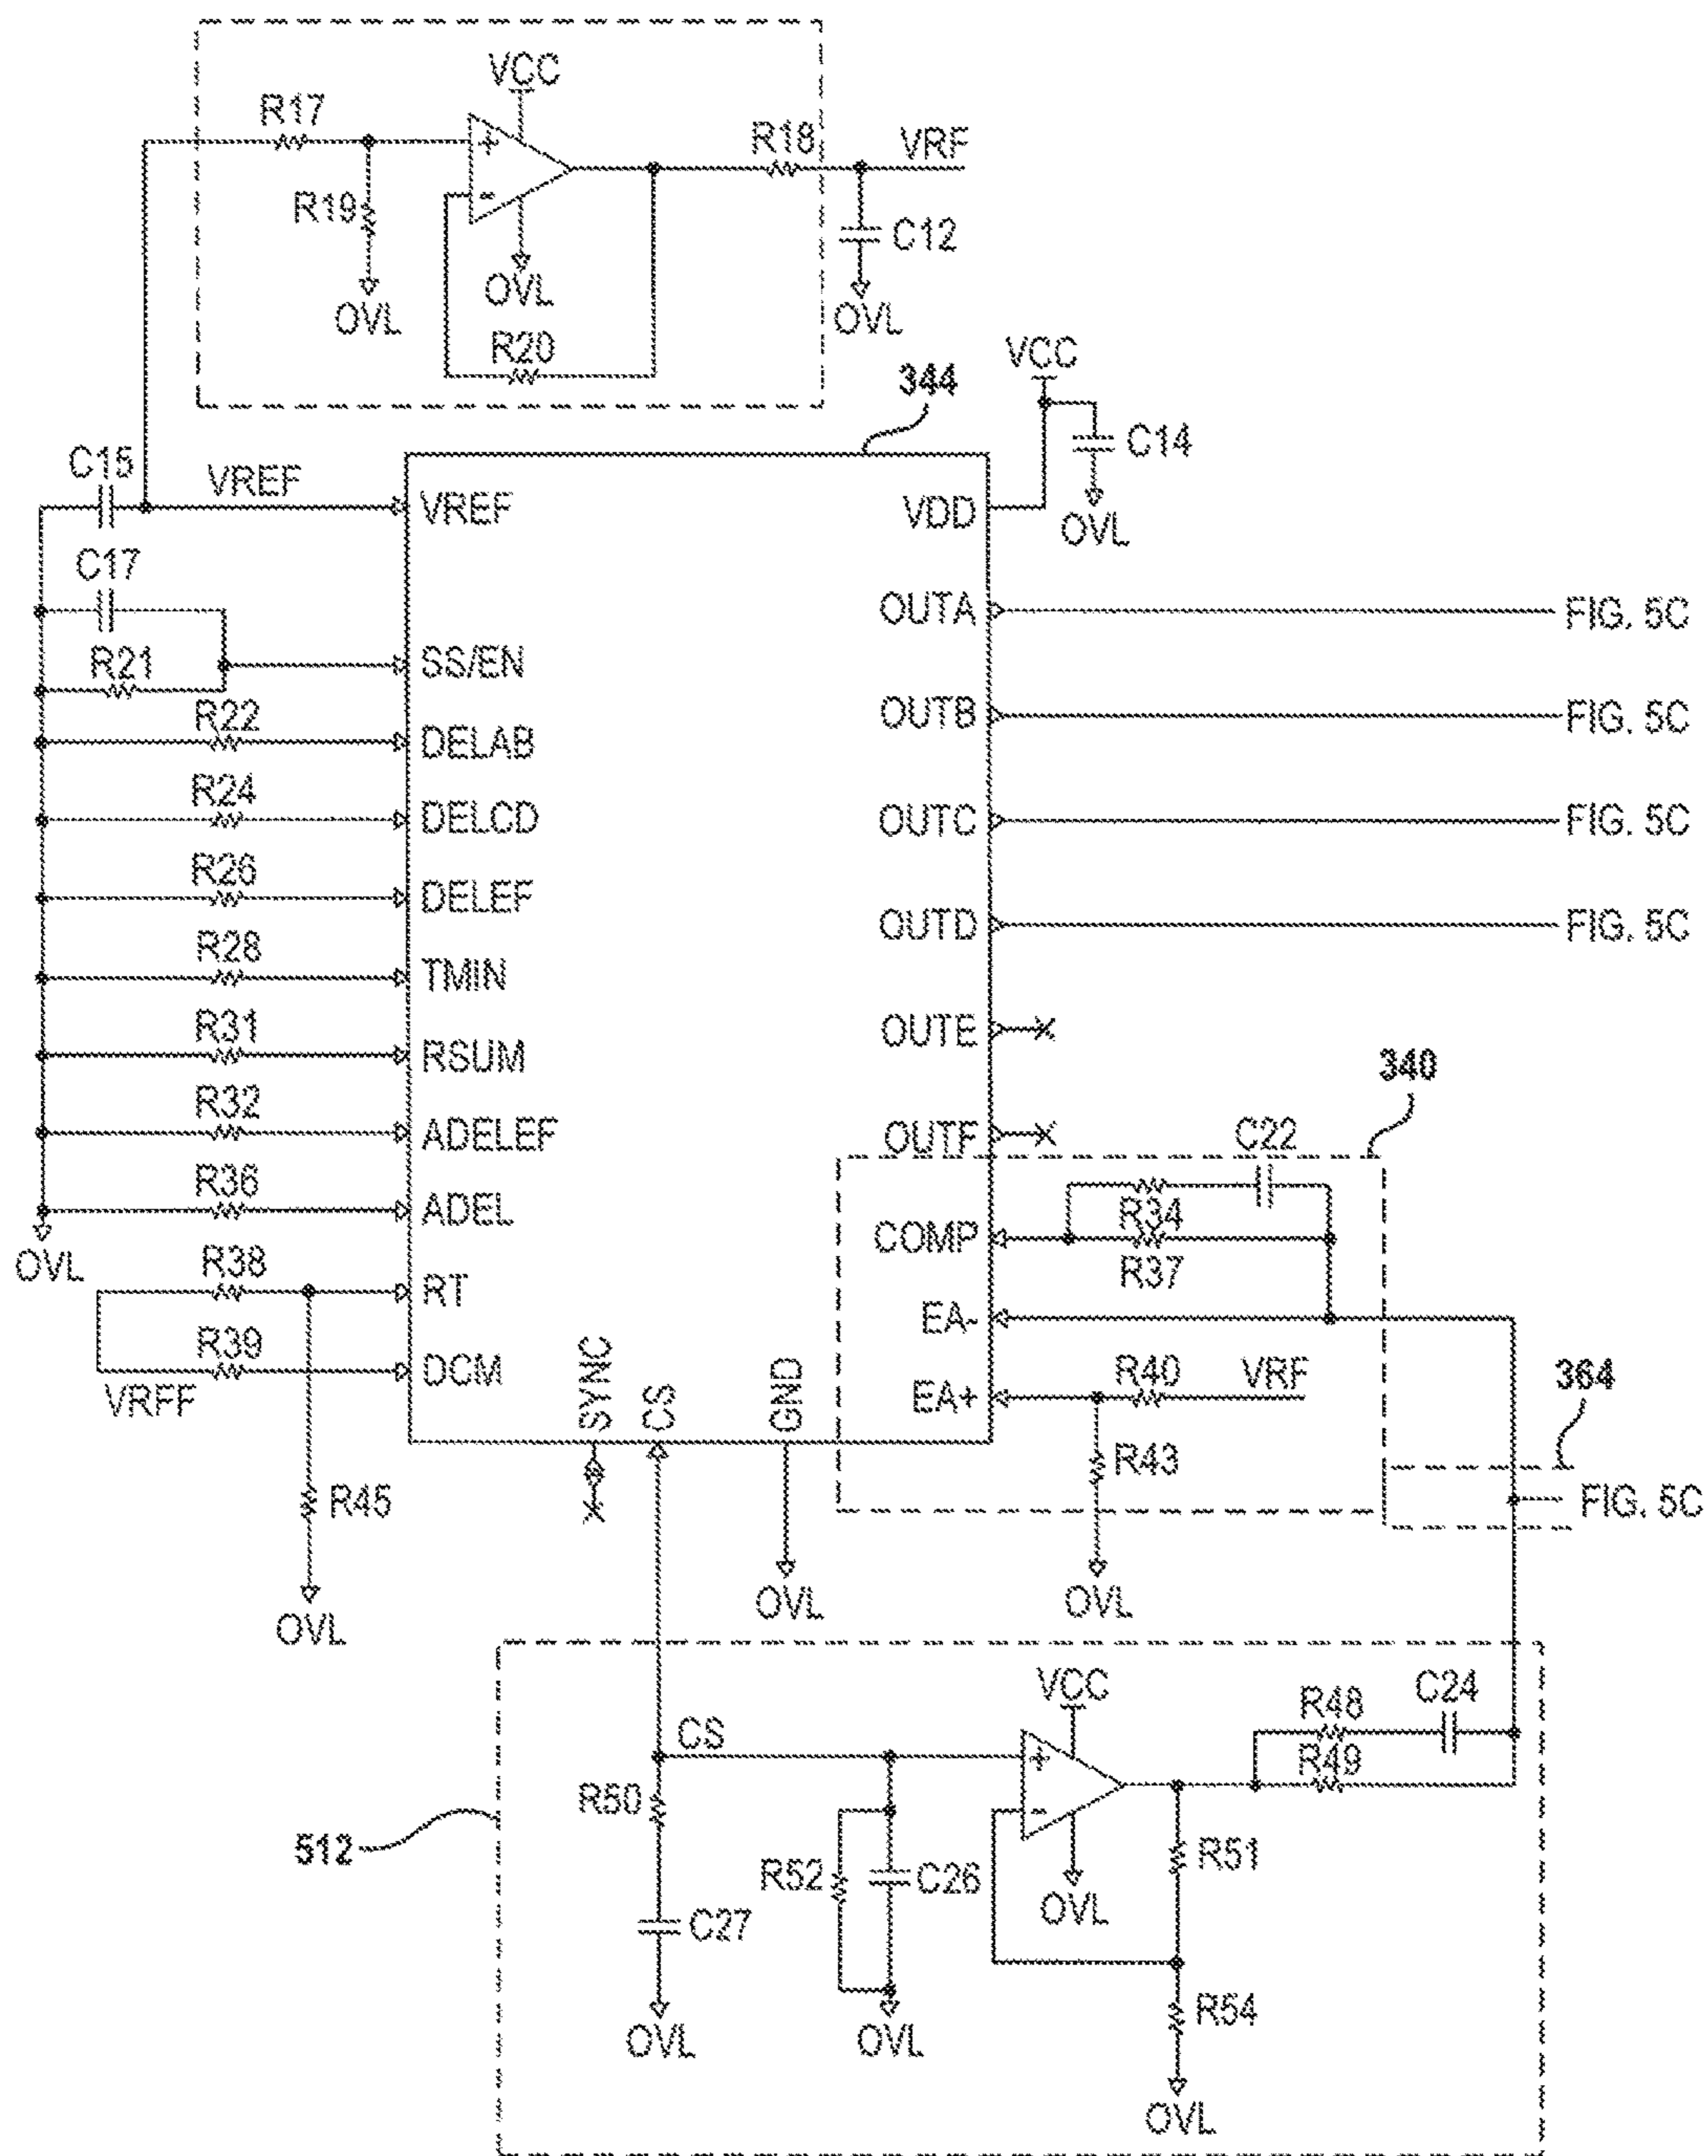 VCC
R17
R18
VRF
R19
C12
OVL
OVL
OVL
R20
VCC
344
C14
C15
VREF
VREF
VDD
OVL
C17
OUTA
FIG. 5C
R21
SS/EN
R22
OUTB
FIG. 5C
DELAB
R24
DELCD
OUTC
FIG. 5C
R26
DELEF
OUTD
FIG. 5C
R28
TMIN
R31
OUTE
RSUM
340
R32
ADELEF
OUTF
C22
R36
ADEL
R34
COMP
OVL
R38
R37
RT
EA-
R39
DCM
SYNC
CS
GND
R40
VRF
EA+
364
VRFF
R43
R45
FIG. 5C
OVL
OVL
OVL
VCC
R48
C24
CS
R49
R50
512
R52
C26
R51
OVL
C27
R54
OVL
OVL
OVL